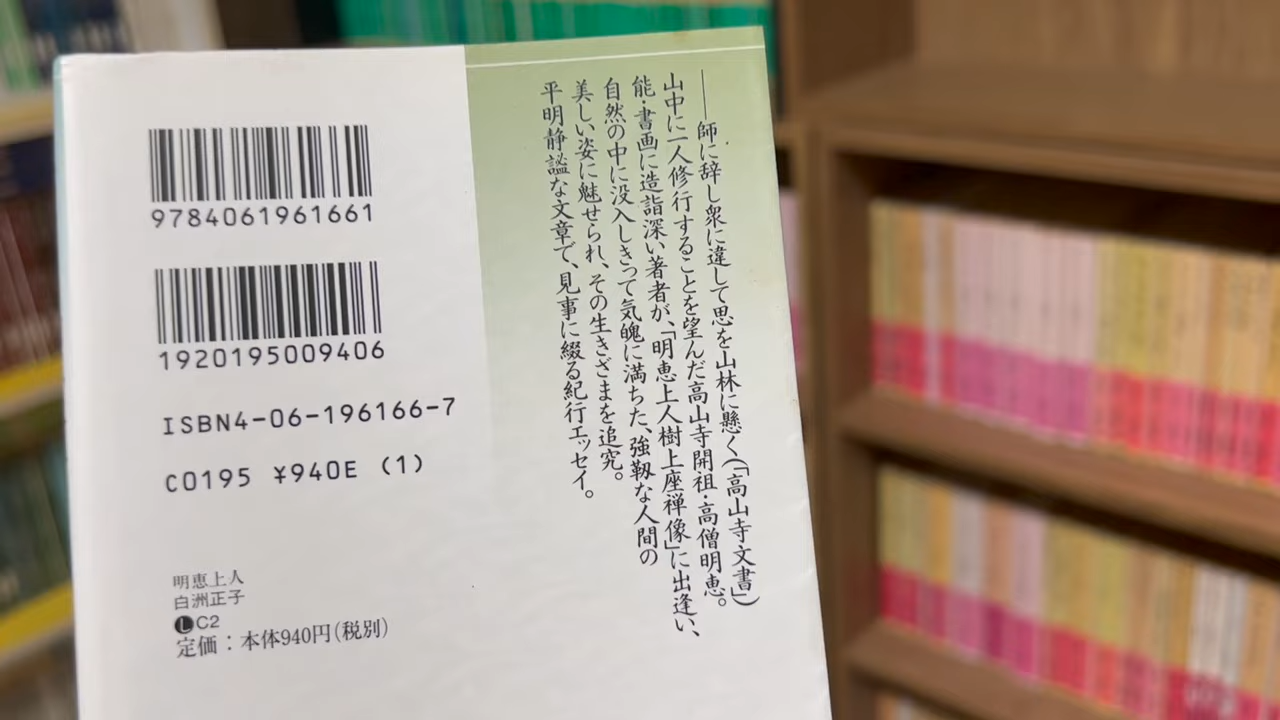 ――師に辞し衆に違して思を山林に懸く(「高山寺文書」)
山中に一人修行することを望んだ高山寺開祖・高僧明恵。
能・書画に造詣深い著者が、「明恵上人樹上座禅像」に出逢い、
自然の中に没入しきって気魄に満ちた、強靱な人間の
美しい姿に魅せられ、その生きざまを追究。
平明静謐な文章で、見事に綴る紀行エッセイ。
9784061961661
1920195009406
ISBN4-06-196166-7
C0195 ¥940E (1)
明恵上人
白洲正子
L C2
定価：本体940円(税別)